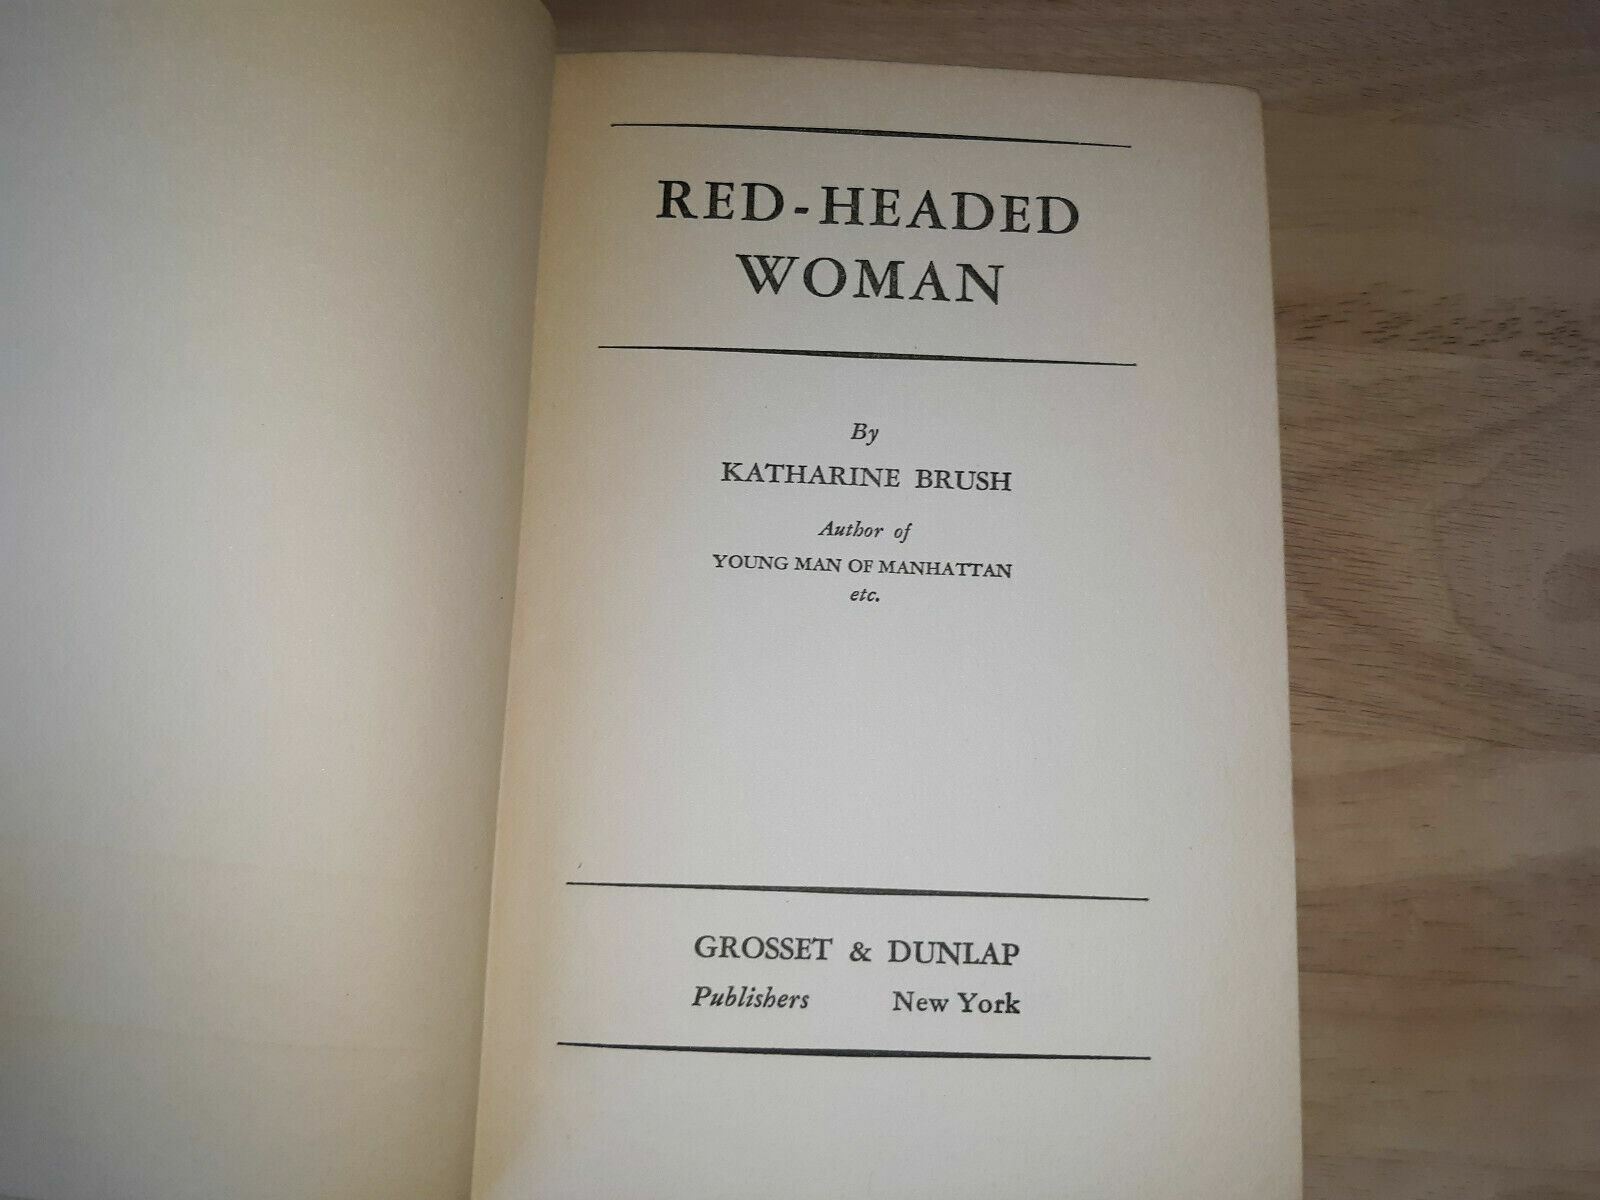 RED-HEADED
WOMAN
By
KATHARINE BRUSH
Author of
YOUNG MAN OF MANHATTAN
etc.
GROSSET & DUNLAP
Publishers New York